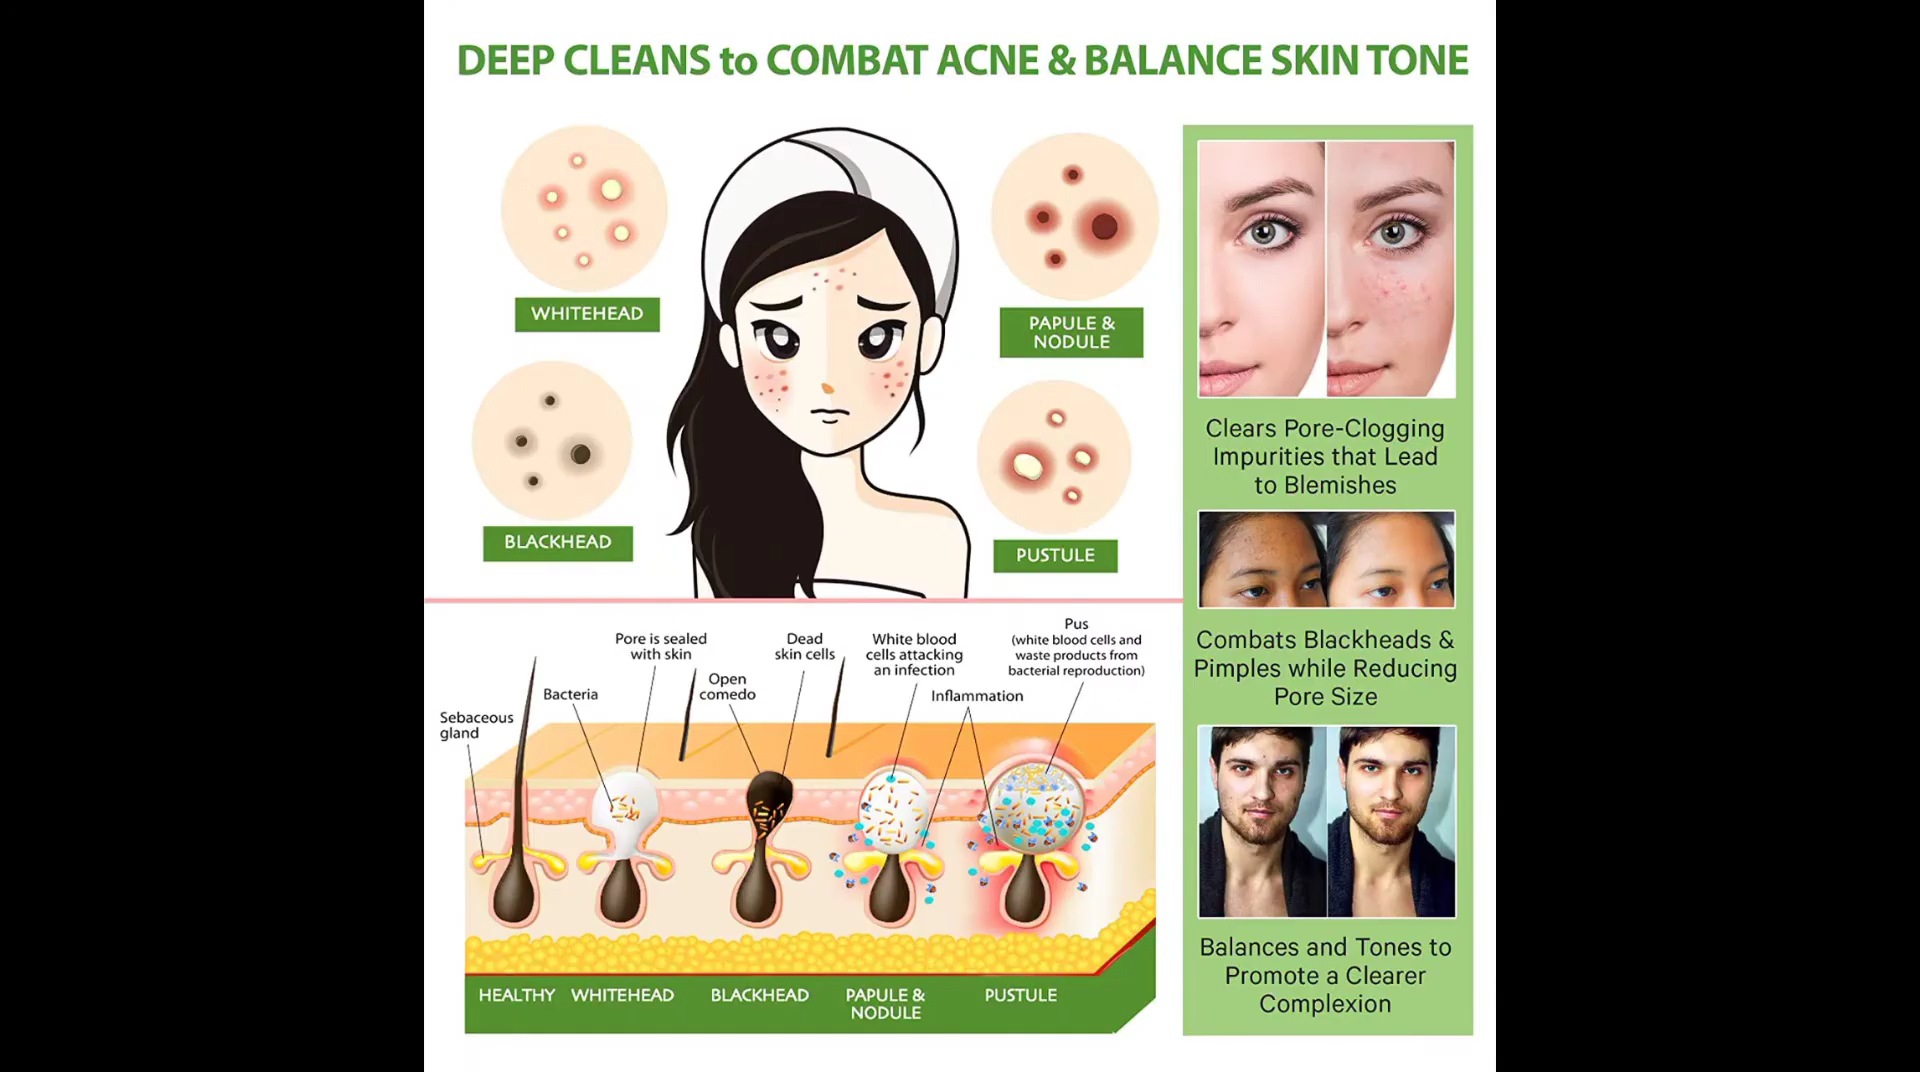 DEEP CLEANS to COMBAT ACNE & BALANCE SKIN TONE
WHITEHEAD
PAPULE &
NODULE
BLACKHEAD
PUSTULE
Clears Pore-Clogging
Impurities that Lead
to Blemishes
Combats Blackheads &
Pimples while Reducing
Pore Size
Balances and Tones to
Promote a Clearer
Complexion
Sebaceous
gland
Bacteria
Pore is sealed
with skin
Open
comedo
Dead
skin cells
White blood
cells attacking
an infection
Inflammation
Pus
(white blood cells and
waste products from
bacterial reproduction)
HEALTHY
WHITEHEAD
BLACKHEAD
PAPULE &
NODULE
PUSTULE